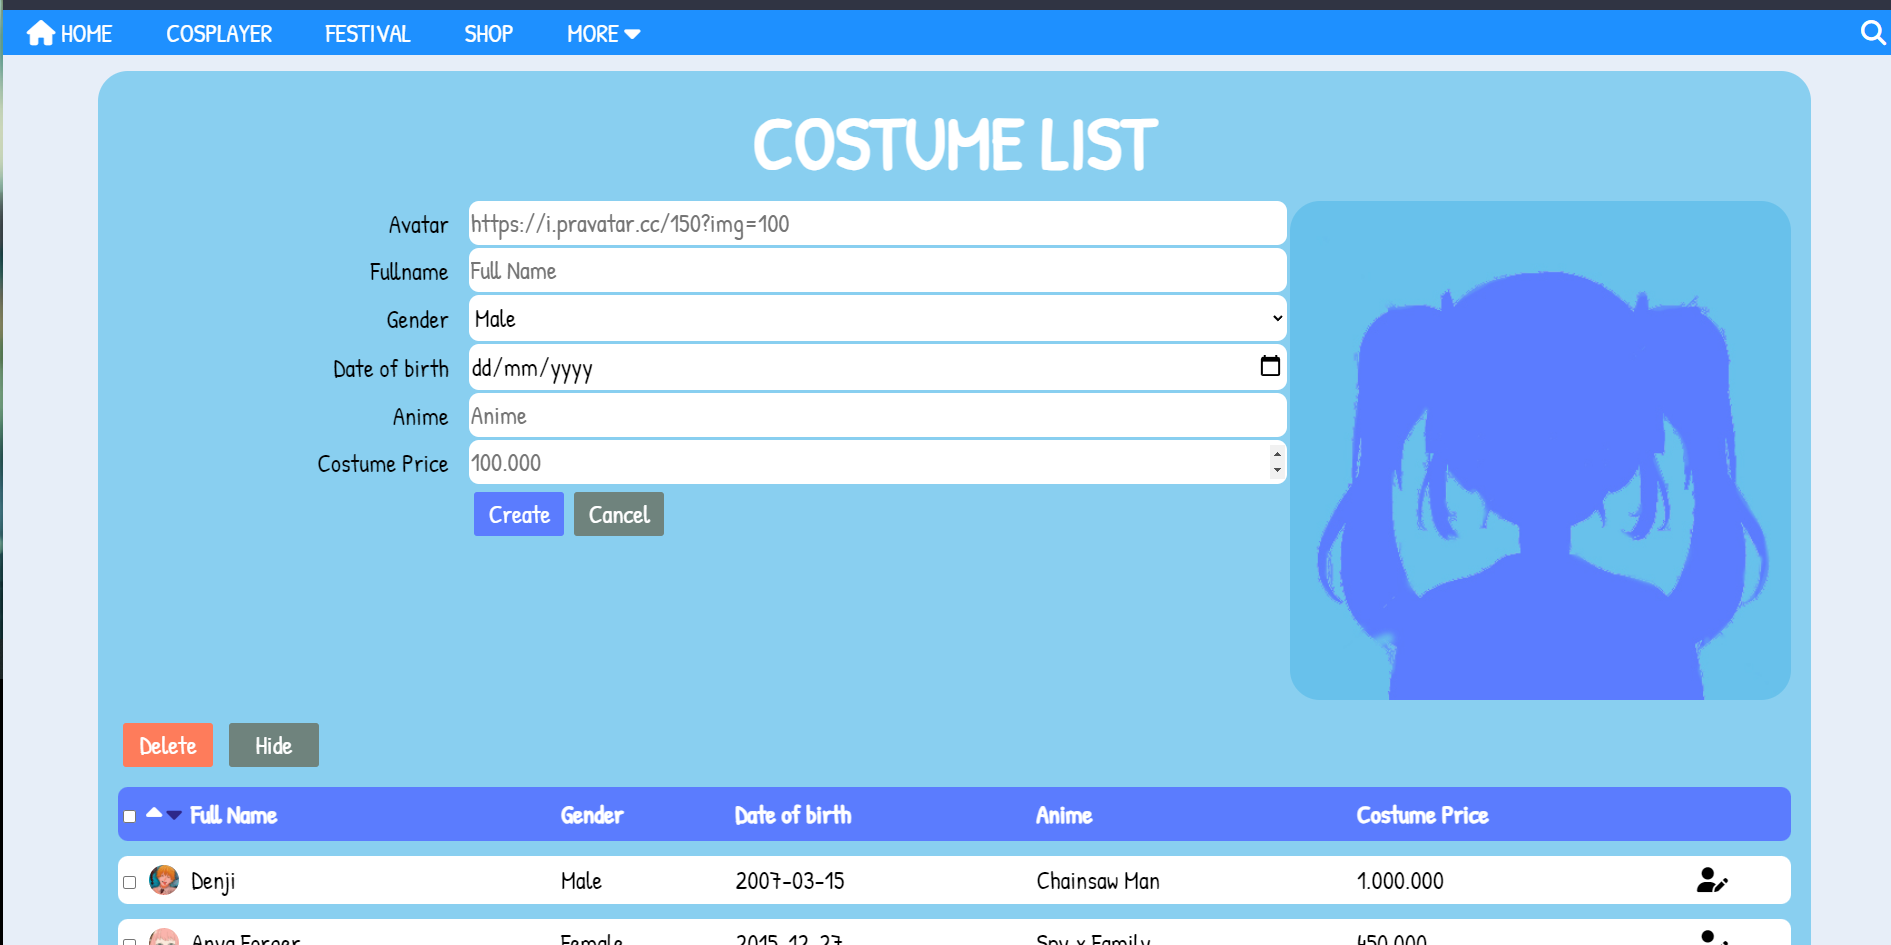 HOME COSPLAYER FESTIVAL SHOP MORE
COSTUME LIST
Avatar https://i.pravatar.cc/150?img=100
Fullname Full Name
Gender Male
Date of birth dd/mm/yyyy
Anime Anime
Costume Price 100.000
Create Cancel
Delete Hide
Full Name Gender Date of birth Anime Costume Price
Denji Male 2007-03-15 Chainsaw Man 1.000.000
Anya Forger Female 2015-12-27 Spy x Family 450.000